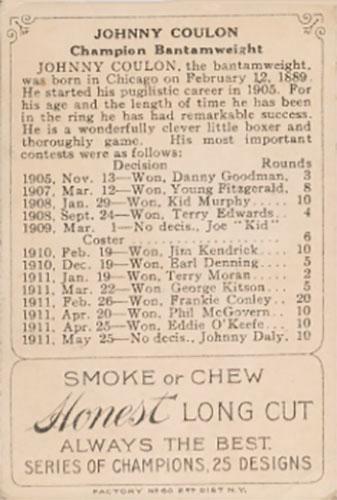 JOHNNY COULON
Champion Bantamweight
JOHNNY COULON, the bantamweight,
was born in Chicago on February 12, 1889.
He started his pugilistic career in 1905. For
his age and the length of time he has been
in the ring he has had remarkable success.
He is a wonderfully clever little boxer and
thoroughly game. His most important
contests were as follows:
Decision Rounds
1905, Nov. 13—Won, Danny Goodman, 3
1907, Mar. 12—Won, Young Fitzgerald, 8
1908, Jan. 29—Won, Kid Murphy ..... 10
1908, Sept. 24—Won, Terry Edwards .. 4
1909, Mar. 1—No decis., Joe "Kid"
Coster .................... 6
1910, Feb. 19—Won, Jim Kendrick .... 10
1910, Dec. 19—Won, Earl Denning .... 5
1911, Jan. 19—Won, Terry Moran .... 2
1911, Mar. 22—Won, George Kitson ... 5
1911, Feb. 26—Won, Frankie Conley .. 20
1911, Apr. 20—Won, Phil McGovern .. 10
1911, Apr. 25—Won, Eddie O'Keefe ... 10
1911, May 25—No decis., Johnny Daly, 10
SMOKE or CHEW
Honest LONG CUT
ALWAYS THE BEST.
SERIES OF CHAMPIONS, 25 DESIGNS
FACTORY No 60 2ND DIST N.Y.